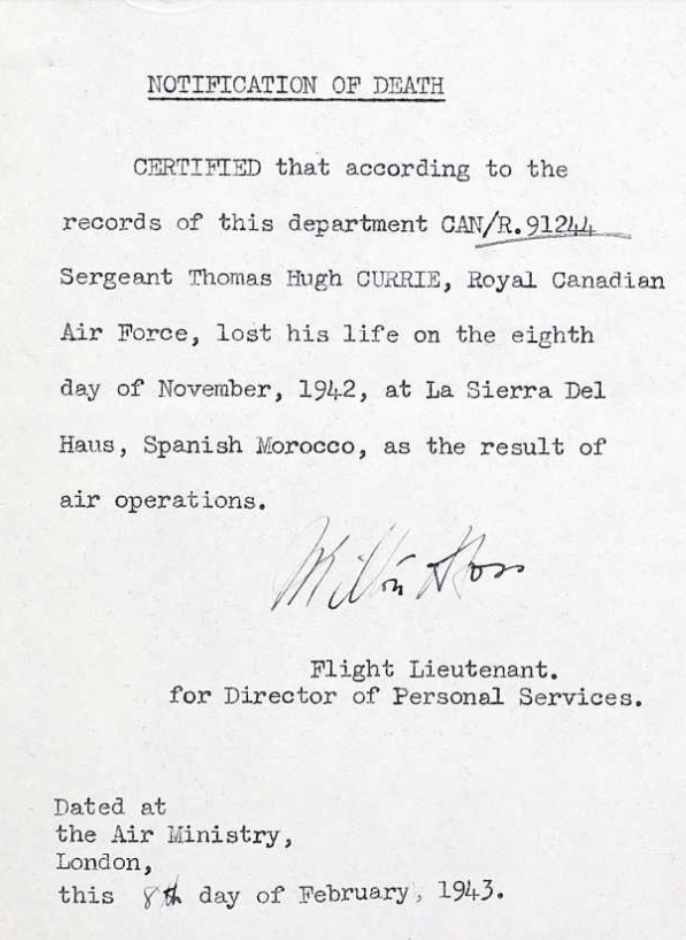 NOTIFICATION OF DEATH
CERTIFIED that according to the
records of this department CAN/R.91244
Sergeant Thomas Hugh CURRIE, Royal Canadian
Air Force, lost his life on the eighth
day of November, 1942, at La Sierra Del
Haus, Spanish Morocco, as the result of
air operations.
Flight Lieutenant.
for Director of Personal Services.
Dated at
the Air Ministry,
London,
this 8th day of February, 1943.